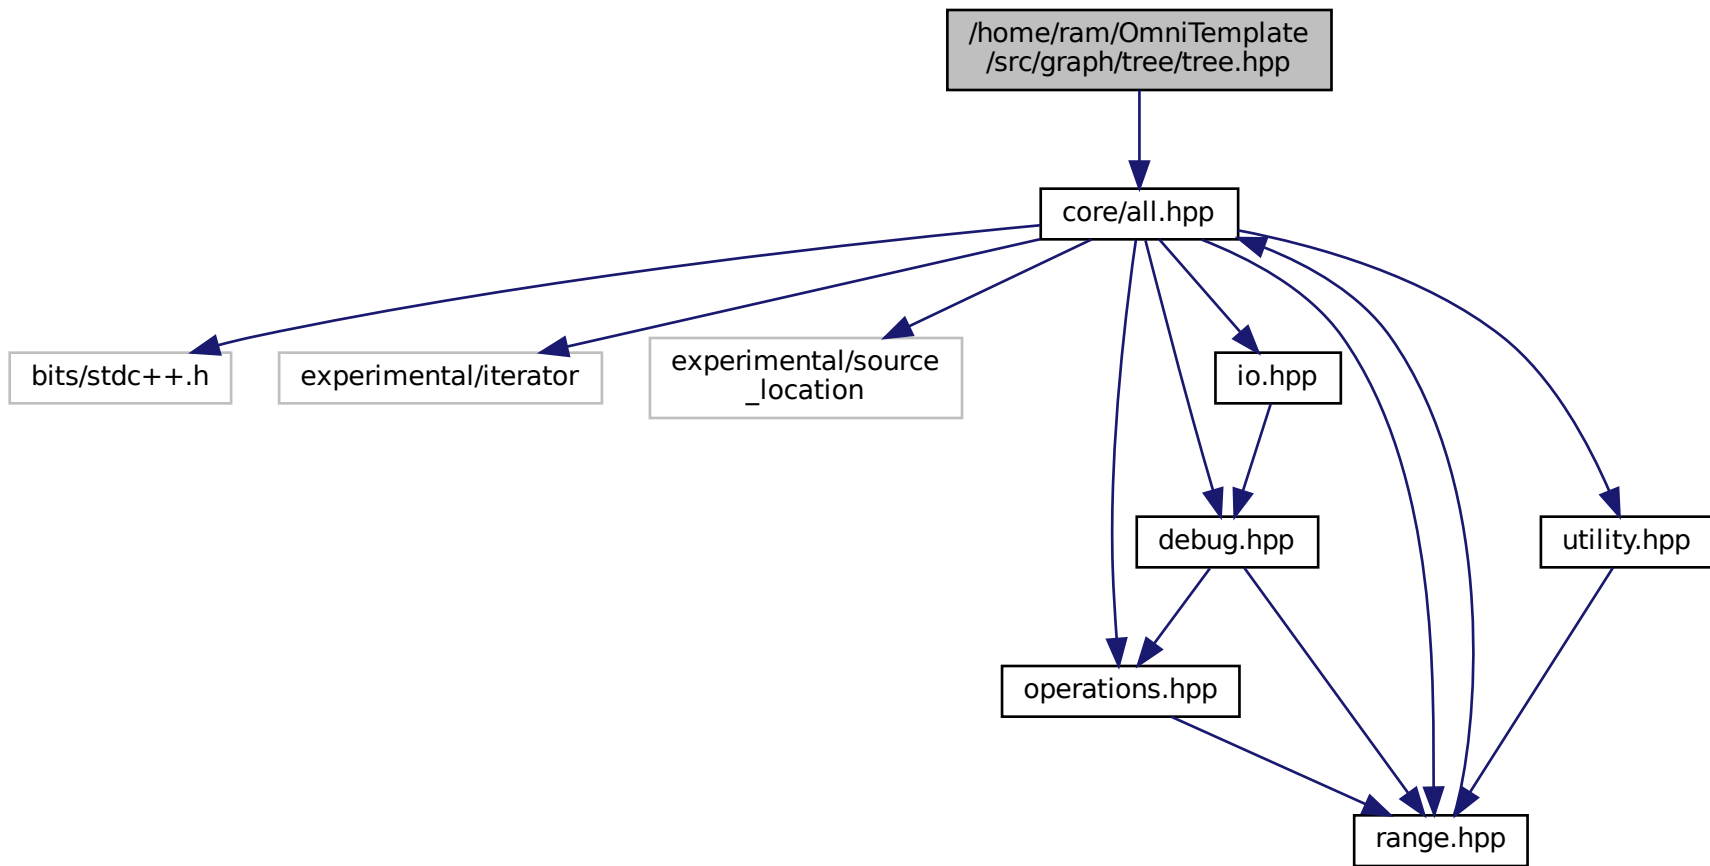 /home/ram/OmniTemplate
/src/graph/tree/tree.hpp
core/all.hpp
bits/stdc++.h
experimental/iterator
experimental/source
_location
io.hpp
debug.hpp
utility.hpp
operations.hpp
range.hpp